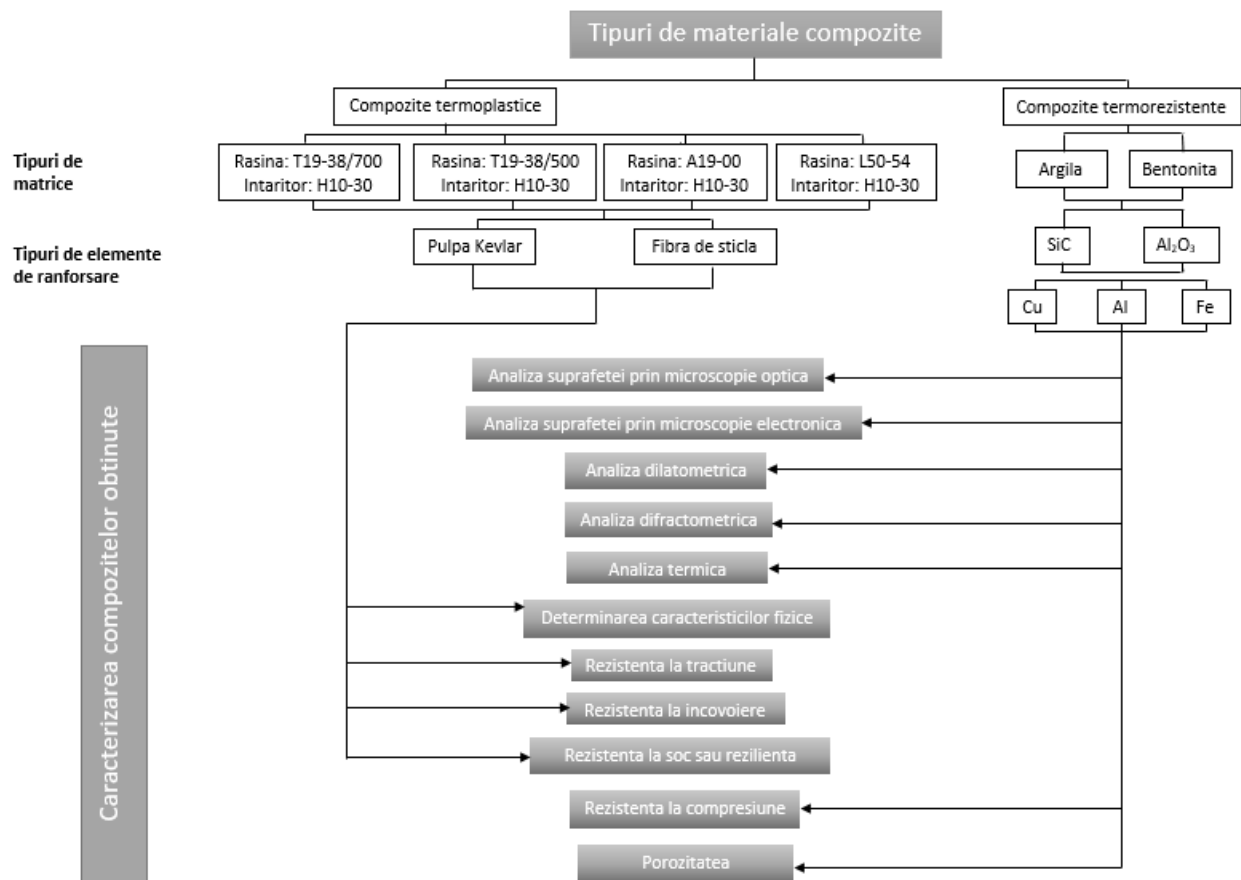 Tipuri de materiale compozite
Compozite termoplastice
Compozite termorezistente
Tipuri de
matrice
Rasina: T19-38/700
Intaritor: H10-30
Rasina: T19-38/500
Intaritor: H10-30
Rasina: A19-00
Intaritor: H10-30
Rasina: L50-54
Intaritor: H10-30
Argila
Bentonita
Tipuri de elemente
de ranforsare
Pulpa Kevlar
Fibra de sticla
SiC
Al₂O₃
Cu
Al
Fe
Caracterizarea compozitelor obtinute
Analiza suprafetei prin microscopie optica
Analiza suprafetei prin microscopie electronica
Analiza dilatometrica
Analiza difractometrica
Analiza termica
Determinarea caracteristicilor fizice
Rezistenta la tractiune
Rezistenta la incovoiere
Rezistenta la soc sau rezilienta
Rezistenta la compresiune
Porozitatea